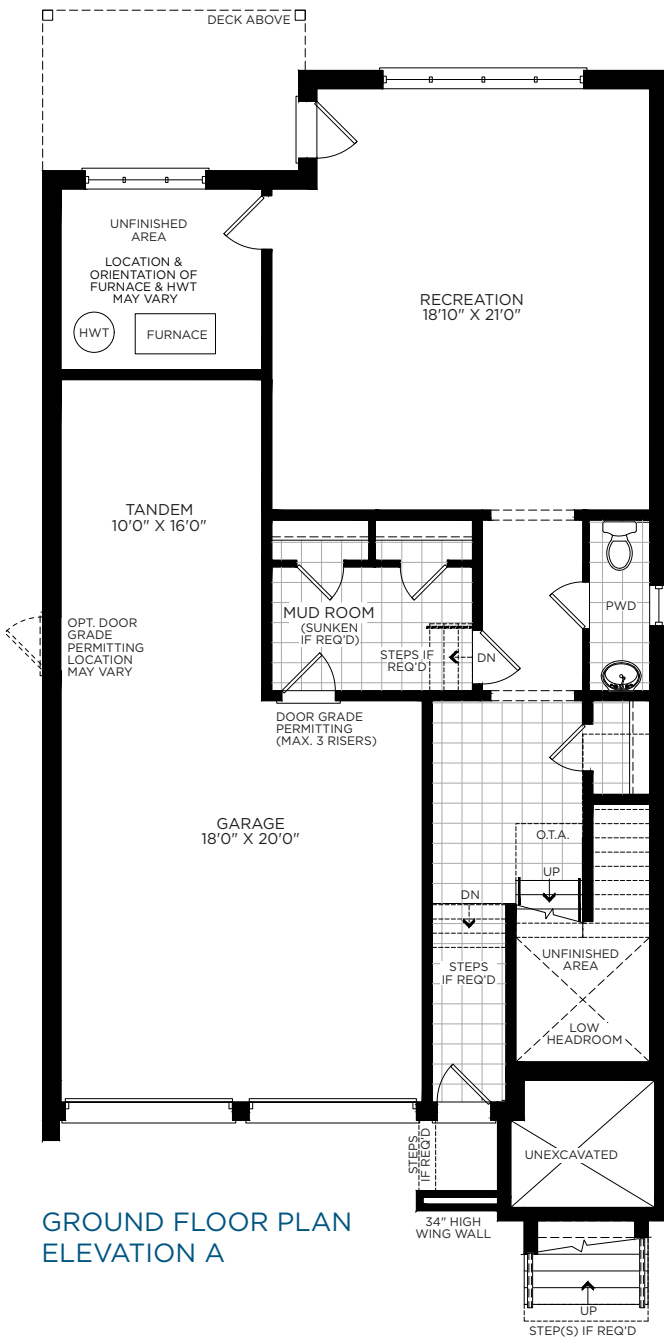 DECK ABOVE
UNFINISHED
AREA
LOCATION &
ORIENTATION OF
FURNACE & HWT
MAY VARY
HWT
FURNACE
RECREATION
18'10" X 21'0"
TANDEM
10'0" X 16'0"
OPT. DOOR
GRADE
PERMITTING
LOCATION
MAY VARY
MUD ROOM
(SUNKEN
IF REQ'D)
STEPS IF
REQ'D
DN
PWD
DOOR GRADE
PERMITTING
(MAX. 3 RISERS)
GARAGE
18'0" X 20'0"
O.T.A.
UP
DN
STEPS
IF REQ'D
UNFINISHED
AREA
LOW
HEADROOM
STEPS
IF REQ'D
UNEXCAVATED
34" HIGH
WING WALL
GROUND FLOOR PLAN
ELEVATION A
UP
STEP(S) IF REQ'D